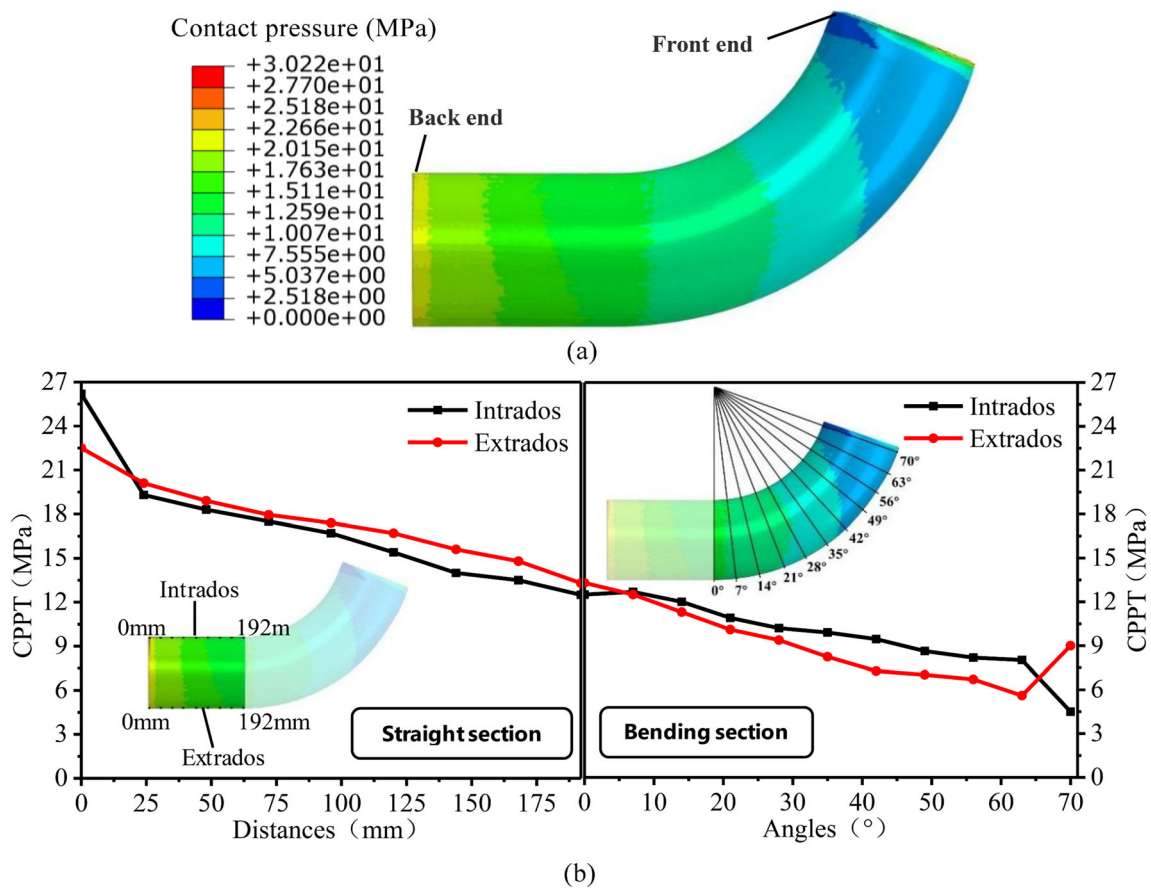 Contact pressure (MPa)
+3.022e+01
+2.770e+01
+2.518e+01
+2.266e+01
+2.015e+01
+1.763e+01
+1.511e+01
+1.259e+01
+1.007e+01
+7.555e+00
+5.037e+00
+2.518e+00
+0.000e+00
Back end
Front end
(a)
27
24
21
18
15
12
9
6
3
0
CPPT（MPa）
Intrados
Extrados
Intrados
0mm
192m
0mm
192mm
Extrados
Straight section
0
25
50
75
100
125
150
175
Distances（mm）
Intrados
Extrados
0°
7°
14°
21°
28°
35°
42°
49°
56°
63°
70°
Bending section
0
10
20
30
40
50
60
70
Angles（°）
27
24
21
18
15
12
9
6
3
0
CPPT（MPa）
(b)